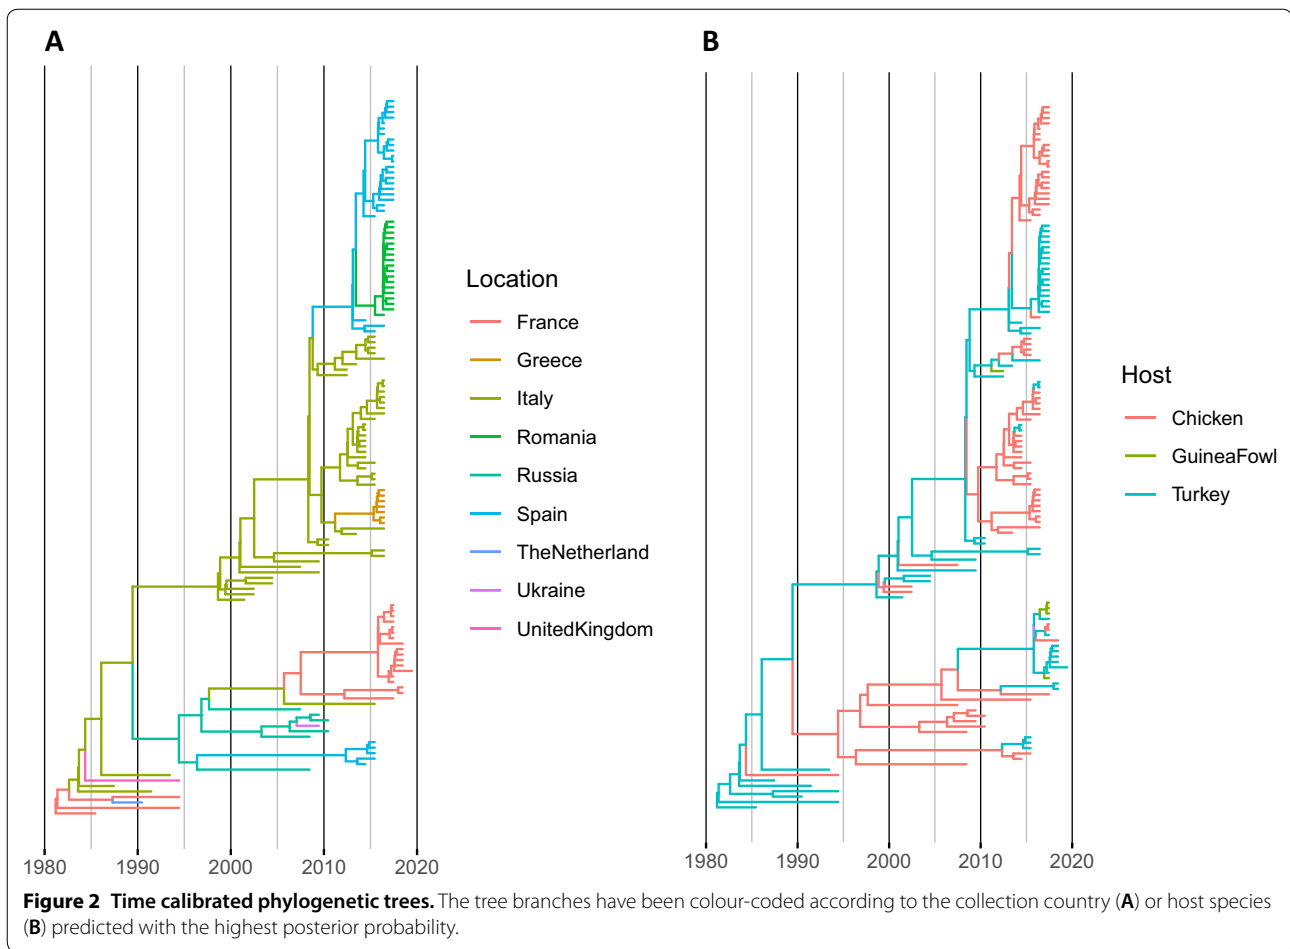 A
B
Location
France
Greece
Italy
Romania
Russia
Spain
TheNetherland
Ukraine
UnitedKingdom
Host
Chicken
GuineaFowl
Turkey
1980 1990 2000 2010 2020
1980 1990 2000 2010 2020
Figure 2 Time calibrated phylogenetic trees. The tree branches have been colour-coded according to the collection country (A) or host species
(B) predicted with the highest posterior probability.